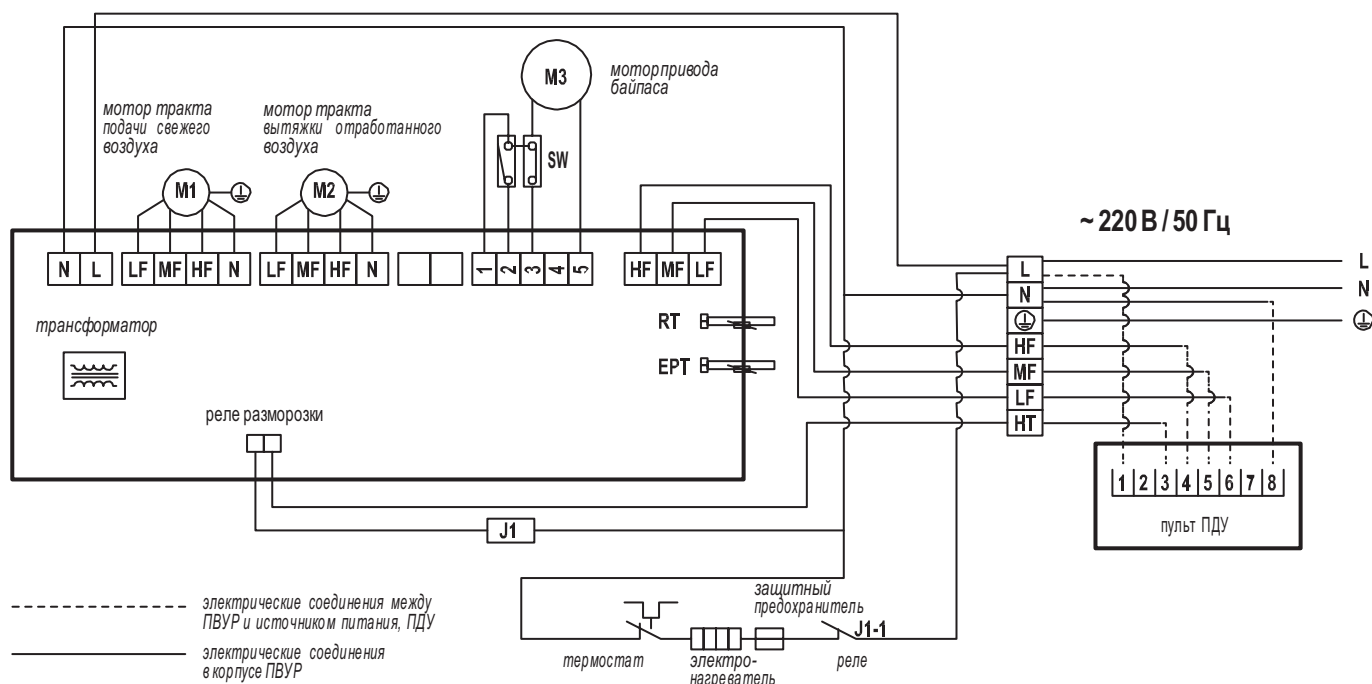 мотор тракта
подачи свежего
воздуха
мотор тракта
вытяжки отработанного
воздуха
M3
мотор привода
байпаса
SW
M1
M2
~ 220 В / 50 Гц
N L
LF MF HF N
LF MF HF N
1 2 3 4 5
HF MF LF
L
N
HF
MF
LF
HT
L
N
трансформатор
RT
EPT
реле разморозки
1 2 3 4 5 6 7 8
пульт ПДУ
J1
электрические соединения между
ПВУР и источником питания, ПДУ
электрические соединения
в корпусе ПВУР
защитный
предохранитель
J1-1
термостат
электро-
нагреватель
реле